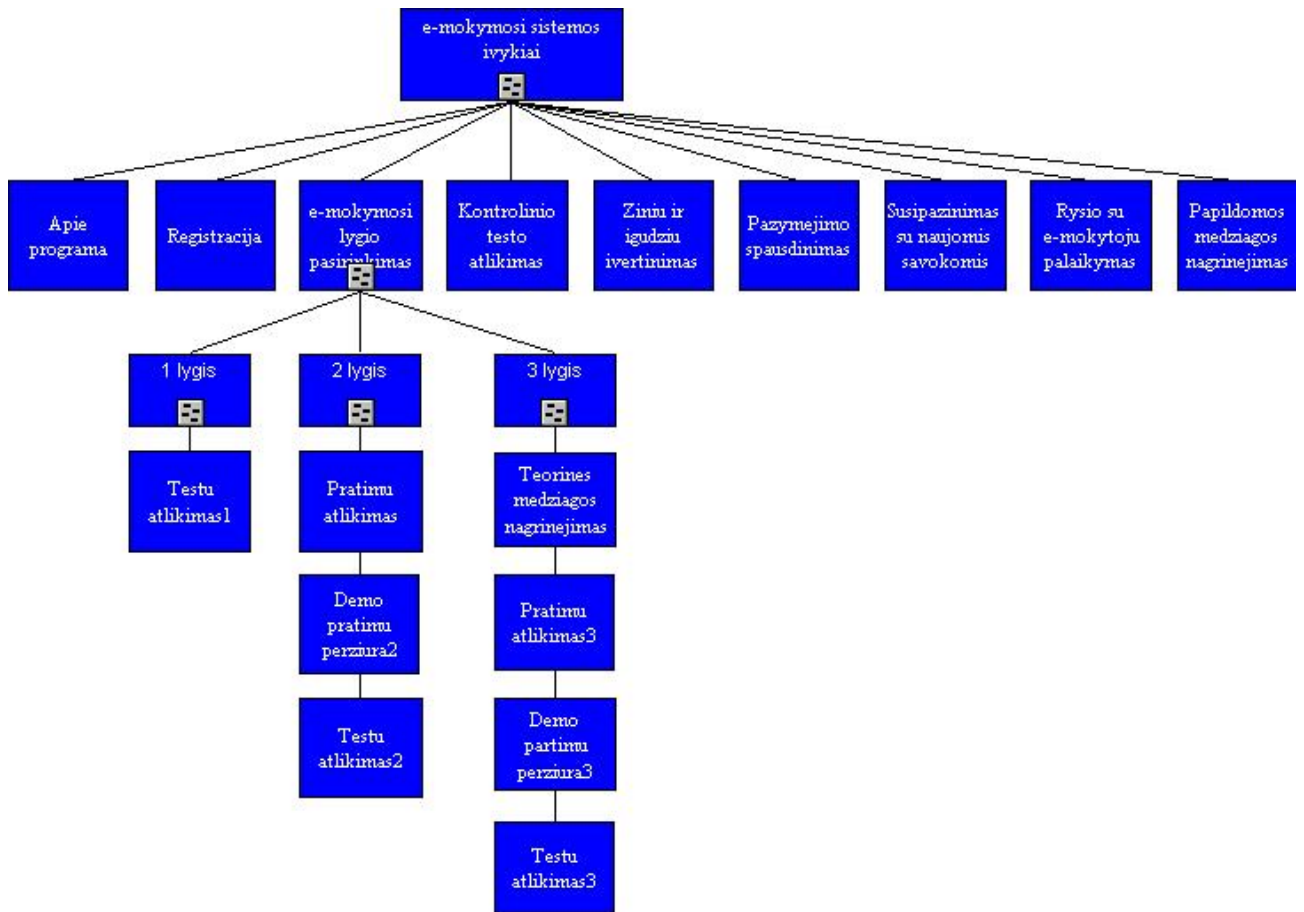 e-mokymosi sistemos
ivykiai
Apie
programa
Registracija
e-mokymosi
lygio
pasirinkimas
Kontrolinio
testo
atlikimas
Ziniu ir
igudziu
ivertinimas
Pazymejimo
spausdinimas
Susipazinimas
su naujomis
savokomis
Rysio su
e-mokytoju
palaikymas
Papildomos
medziagos
nagrinejimas
1 lygis
2 lygis
3 lygis
Testu
atlikimas1
Pratimu
atlikimas
Teorines
medziagos
nagrinejimas
Demo
pratimu
perziura2
Pratimu
atlikimas3
Testu
atlikimas2
Demo
partimu
perziura3
Testu
atlikimas3